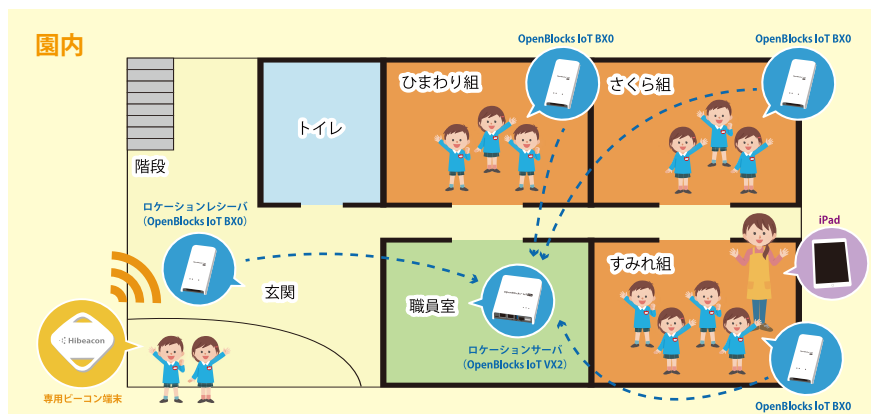 園内
OpenBlocks IoT BX0
OpenBlocks IoT BX0
ひまわり組
さくら組
トイレ
階段
ロケーションレシーバ
(OpenBlocks IoT BX0)
iPad
すみれ組
玄関
職員室
Hibeacon
ロケーションサーバ
(OpenBlocks IoT VX2)
専用ビーコン端末
OpenBlocks IoT BX0